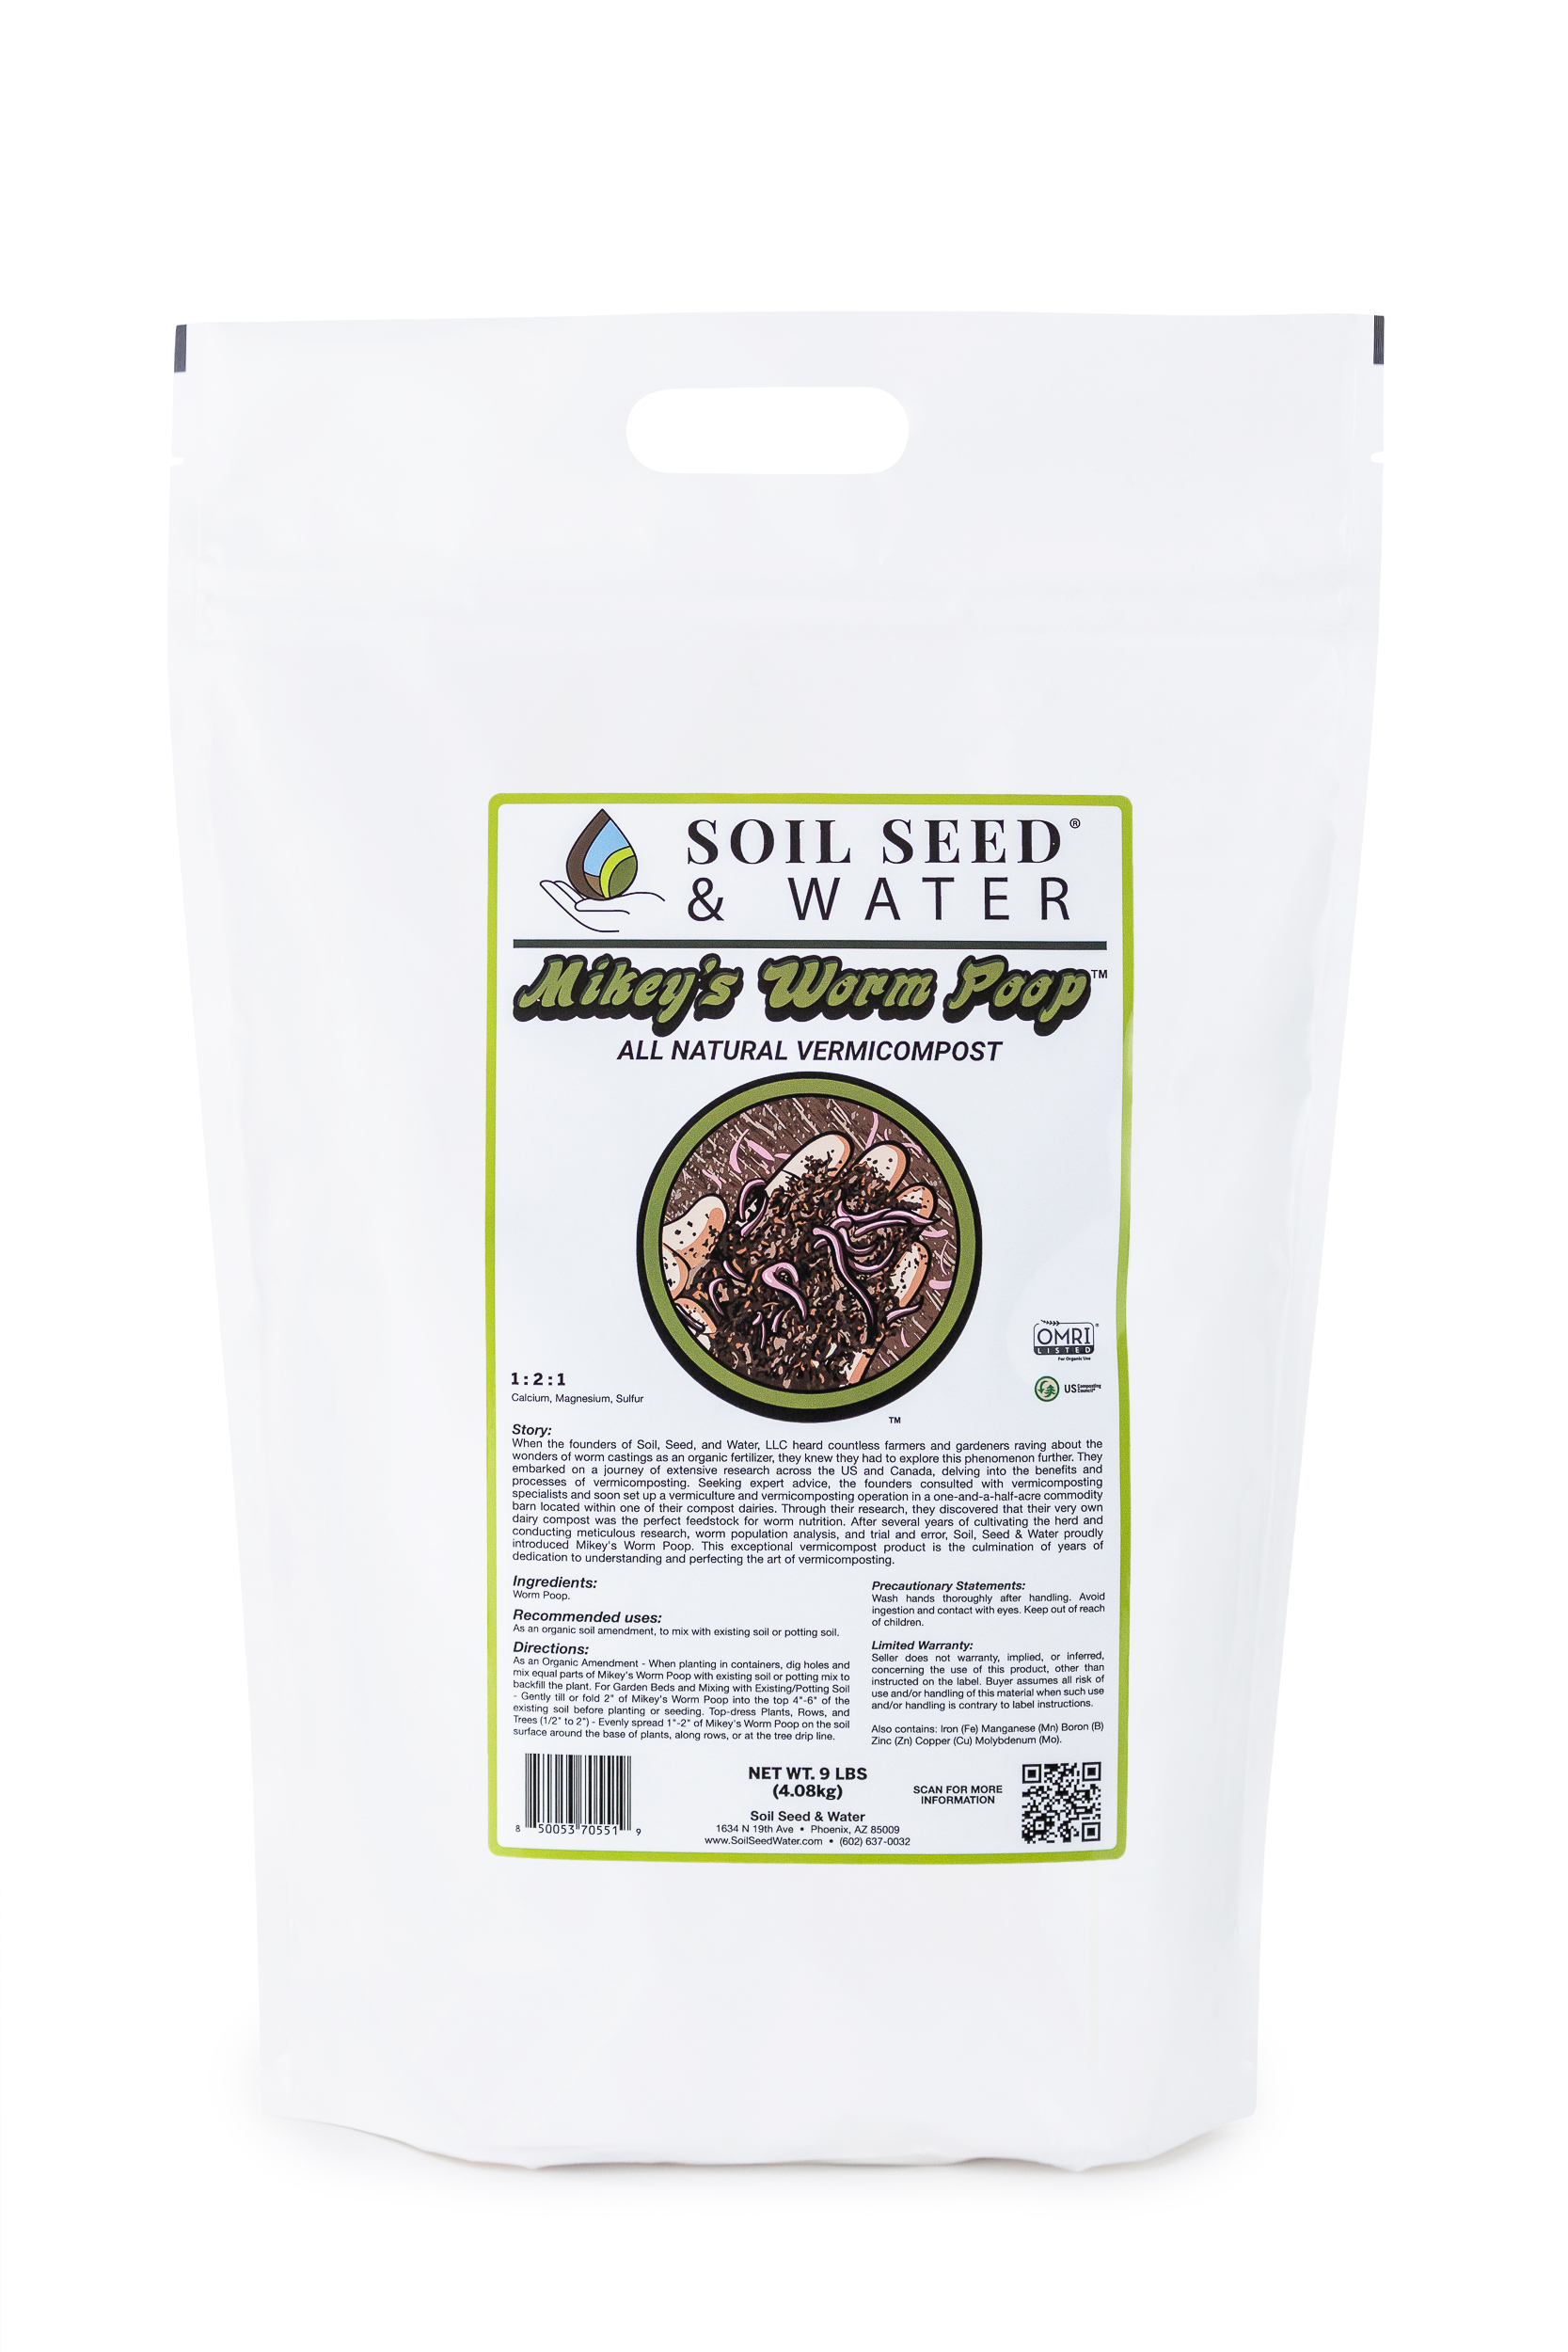 SOIL SEED®
& WATER
Mikey's Worm Poop™
ALL NATURAL VERMICOMPOST
OMRI®
LISTED
For Organic Use
US Composting
Council®
1:2:1
Calcium, Magnesium, Sulfur
TM
Story:
When the founders of Soil, Seed, and Water, LLC heard countless farmers and gardeners raving about the
wonders of worm castings as an organic fertilizer, they knew they had to explore this phenomenon further. They
embarked on a journey of extensive research across the US and Canada, delving into the benefits and
processes of vermicomposting. Seeking expert advice, the founders consulted with vermicomposting
specialists and soon set up a vermiculture and vermicomposting operation in a one-and-a-half-acre commodity
barn located within one of their compost dairies. Through their research, they discovered that their very own
dairy compost was the perfect feedstock for worm nutrition. After several years of cultivating the herd and
conducting meticulous research, worm population analysis, and trial and error, Soil, Seed & Water proudly
introduced Mikey's Worm Poop. This exceptional vermicompost product is the culmination of years of
dedication to understanding and perfecting the art of vermicomposting.
Ingredients:
Worm Poop.
Recommended uses:
As an organic soil amendment, to mix with existing soil or potting soil.
Directions:
As an Organic Amendment - When planting in containers, dig holes and
mix equal parts of Mikey's Worm Poop with existing soil or potting mix to
backfill the plant. For Garden Beds and Mixing with Existing/Potting Soil
- Gently till or fold 2" of Mikey's Worm Poop into the top 4"-6" of the
existing soil before planting or seeding. Top-dress Plants, Rows, and
Trees (1/2" to 2") - Evenly spread 1"-2" of Mikey's Worm Poop on the soil
surface around the base of plants, along rows, or at the tree drip line.
Precautionary Statements:
Wash hands thoroughly after handling. Avoid
ingestion and contact with eyes. Keep out of reach
of children.
Limited Warranty:
Seller does not warranty, implied, or inferred,
concerning the use of this product, other than
instructed on the label. Buyer assumes all risk of
use and/or handling of this material when such use
and/or handling is contrary to label instructions.
Also contains: Iron (Fe) Manganese (Mn) Boron (B)
Zinc (Zn) Copper (Cu) Molybdenum (Mo).
8 50053 70551 9
NET WT. 9 LBS
(4.08kg)
Soil Seed & Water
1634 N 19th Ave • Phoenix, AZ 85009
www.SoilSeedWater.com • (602) 637-0032
SCAN FOR MORE
INFORMATION